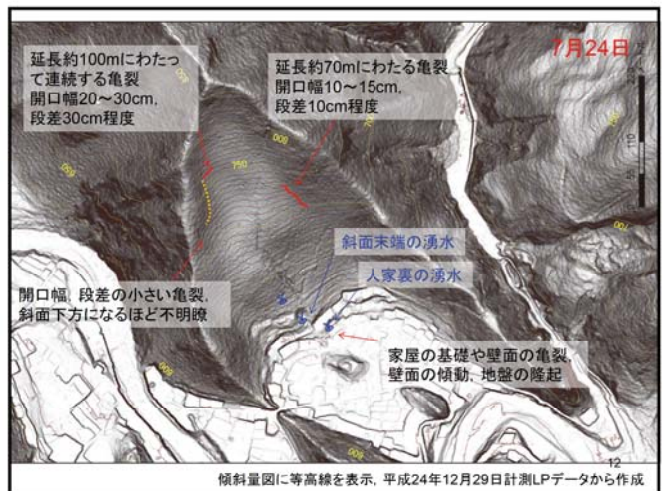 7月24日
延長約100mにわたっ
て連続する亀裂
開口幅20～30cm,
段差30cm程度
延長約70mにわたる亀裂
開口幅10～15cm,
段差10cm程度
斜面末端の湧水
人家裏の湧水
開口幅，段差の小さい亀裂，
斜面下方になるほど不明瞭
家屋の基礎や壁面の亀裂，
壁面の傾動、地盤の隆起
750
800
850
650
700
600
110
12
傾斜量図に等高線を表示，平成24年12月29日計測LPデータから作成